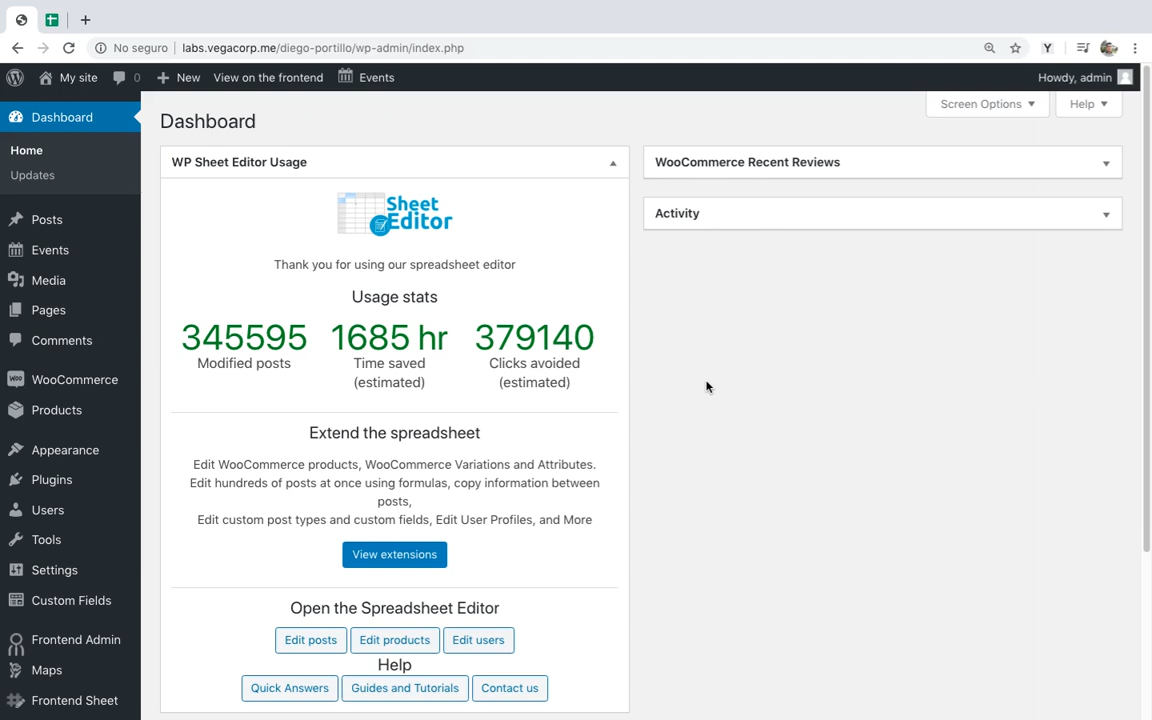 No seguro
labs.vegacorp.me/diego-portillo/wp-admin/index.php
Y
My site
0
New
View on the frontend
Events
Howdy, admin
Dashboard
Home
Updates
Posts
Events
Media
Pages
Comments
WooCommerce
Products
Appearance
Plugins
Users
Tools
Settings
Custom Fields
Frontend Admin
Maps
Frontend Sheet
Screen Options
Help
Dashboard
WP Sheet Editor Usage
Sheet
Editor
Thank you for using our spreadsheet editor
Usage stats
345595 1685 hr 379140
Modified posts Time saved Clicks avoided
(estimated) (estimated)
Extend the spreadsheet
Edit WooCommerce products, WooCommerce Variations and Attributes.
Edit hundreds of posts at once using formulas, copy information between
posts,
Edit custom post types and custom fields, Edit User Profiles, and More
View extensions
Open the Spreadsheet Editor
Edit posts Edit products Edit users
Help
Quick Answers Guides and Tutorials Contact us
WooCommerce Recent Reviews
Activity